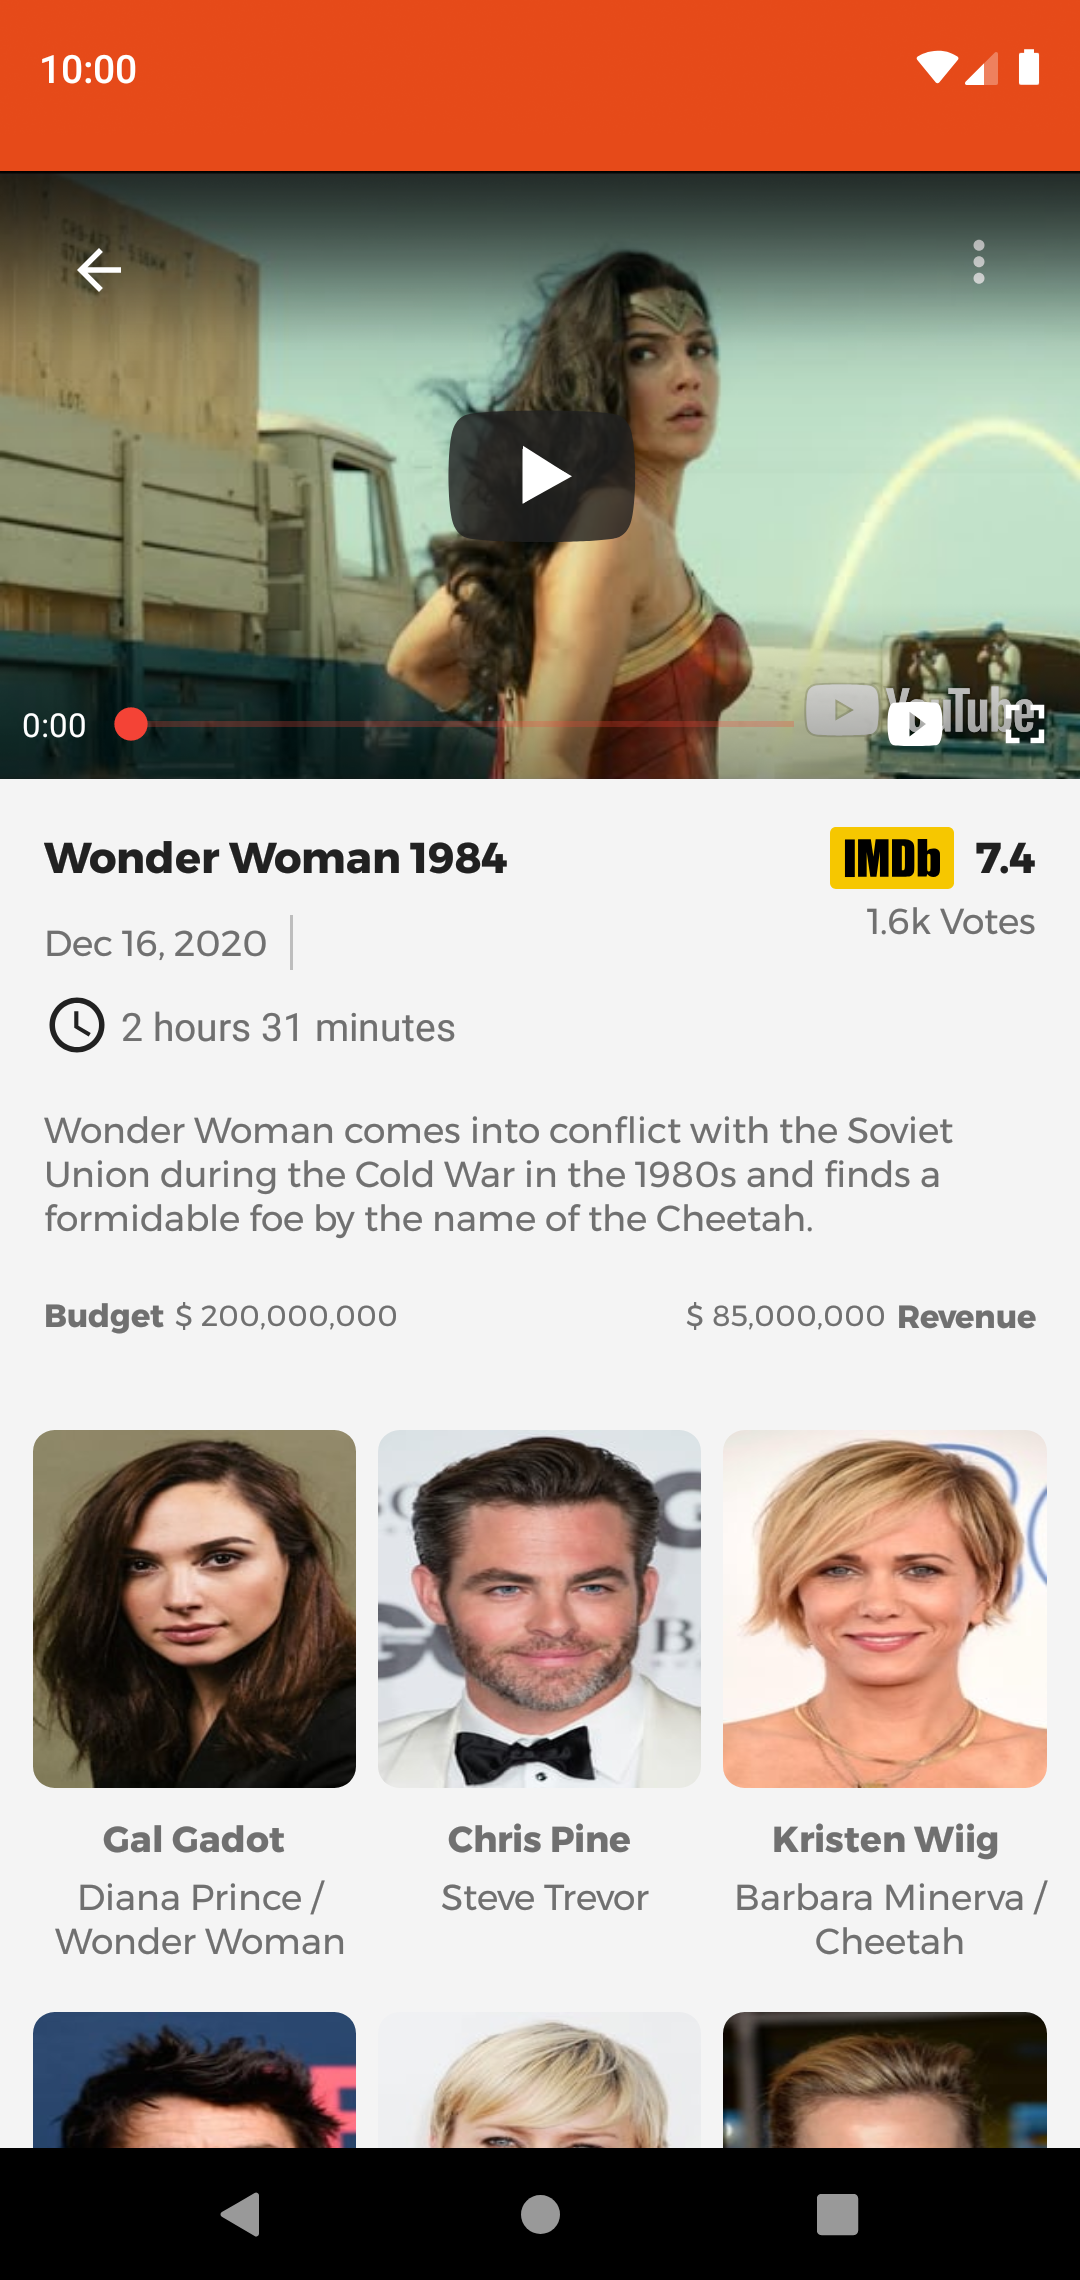 10:00
0:00
YouTube
Wonder Woman 1984
IMDb 7.4
1.6k Votes
Dec 16, 2020
2 hours 31 minutes
Wonder Woman comes into conflict with the Soviet
Union during the Cold War in the 1980s and finds a
formidable foe by the name of the Cheetah.
Budget $ 200,000,000
$ 85,000,000 Revenue
Gal Gadot
Diana Prince /
Wonder Woman
Chris Pine
Steve Trevor
Kristen Wiig
Barbara Minerva /
Cheetah